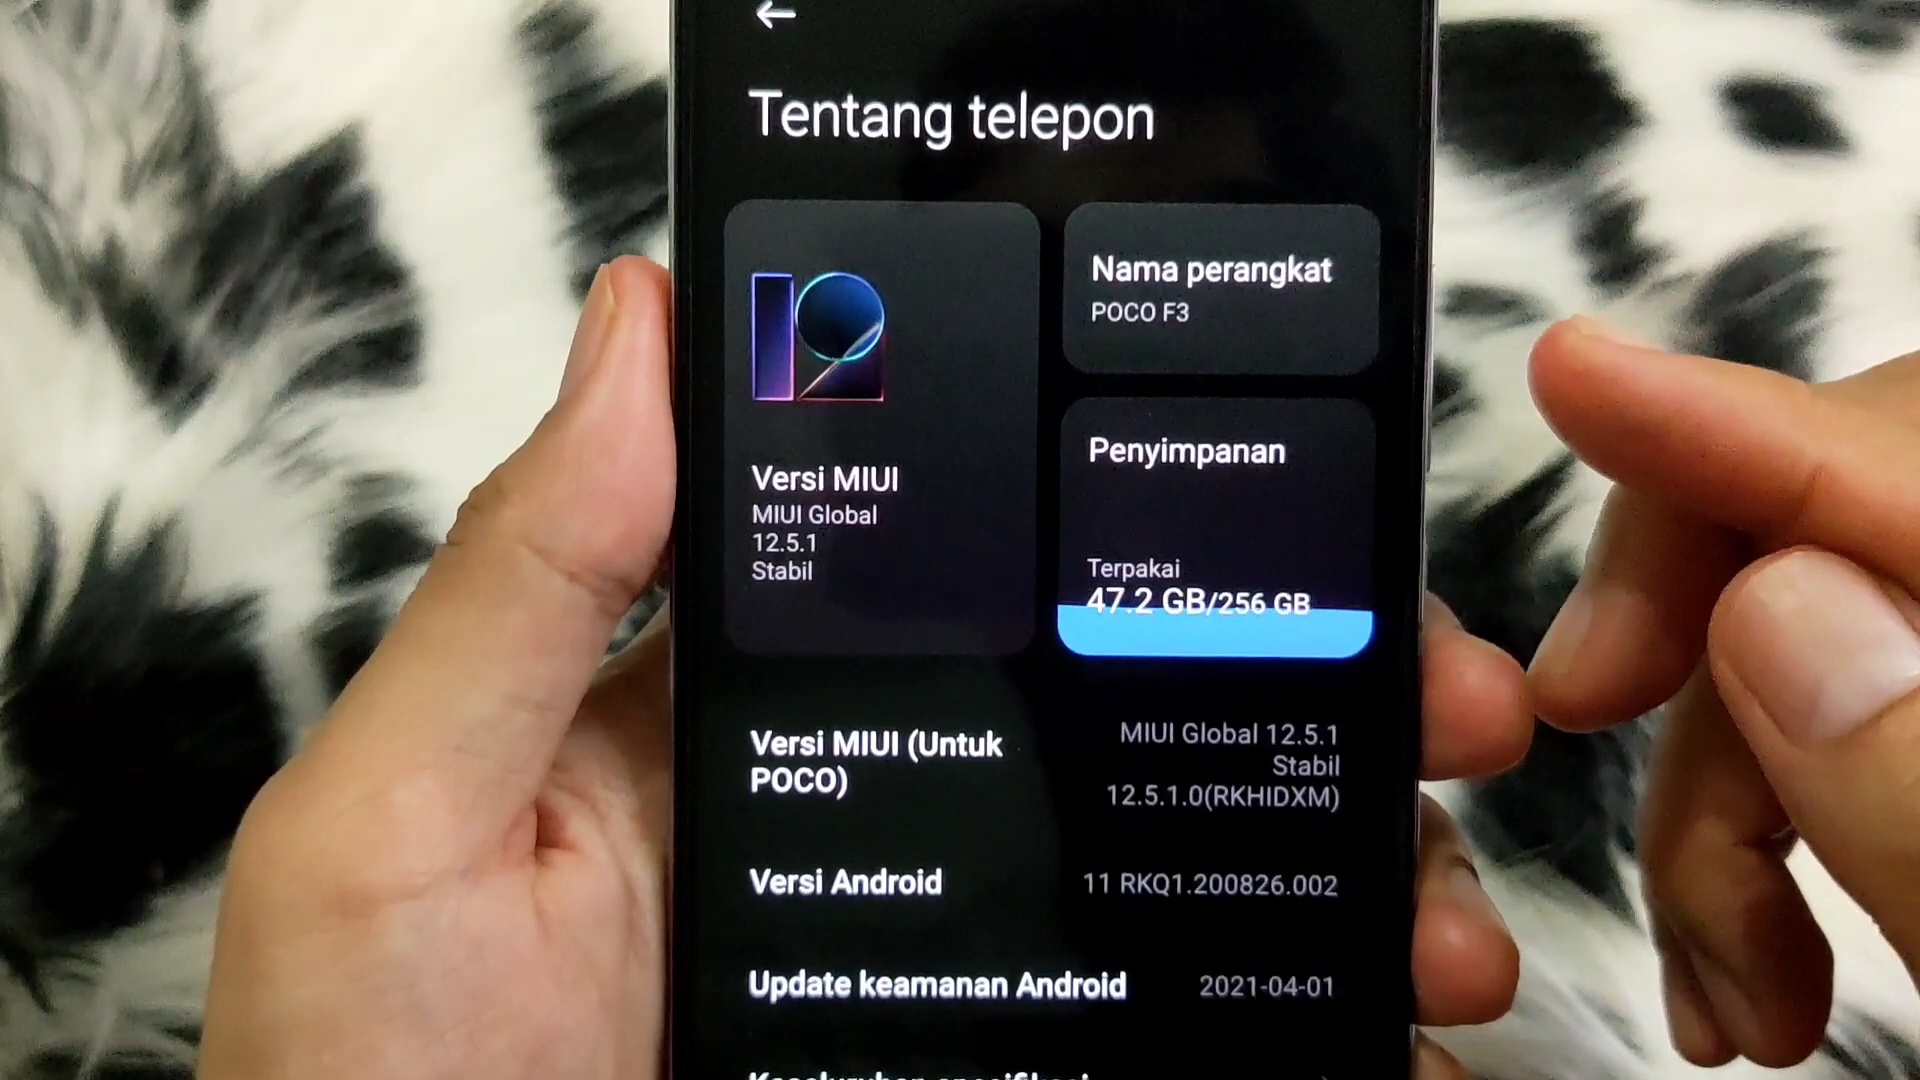 Tentang telepon
Nama perangkat
POCO F3
Versi MIUI
MIUI Global
12.5.1
Stabil
Penyimpanan
Terpakai
47.2 GB/256 GB
Versi MIUI (Untuk
POCO)
MIUI Global 12.5.1
Stabil
12.5.1.0(RKHIDXM)
Versi Android
11 RKQ1.200826.002
Update keamanan Android
2021-04-01
Keseluruhan spesifikasi